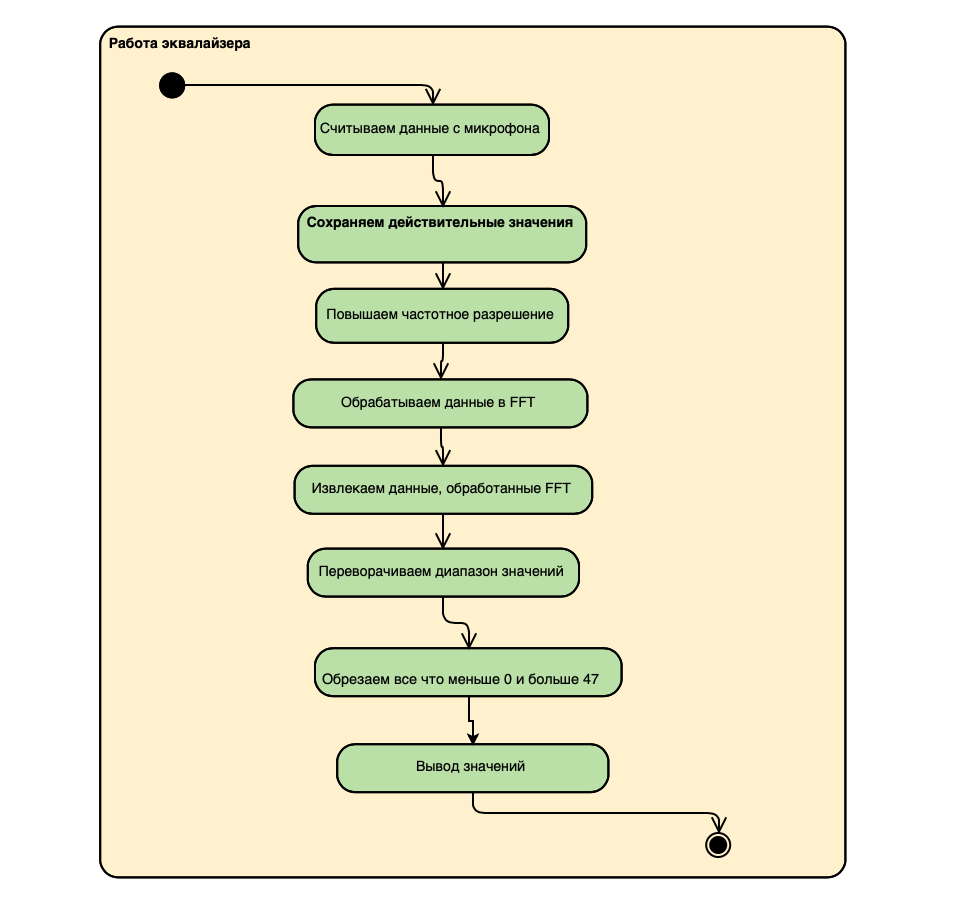 Работа эквалайзера
Считываем данные с микрофона
Сохраняем действительные значения
Повышаем частотное разрешение
Обрабатываем данные в FFT
Извлекаем данные, обработанные FFT
Переворачиваем диапазон значений
Обрезаем все что меньше 0 и больше 47
Вывод значений